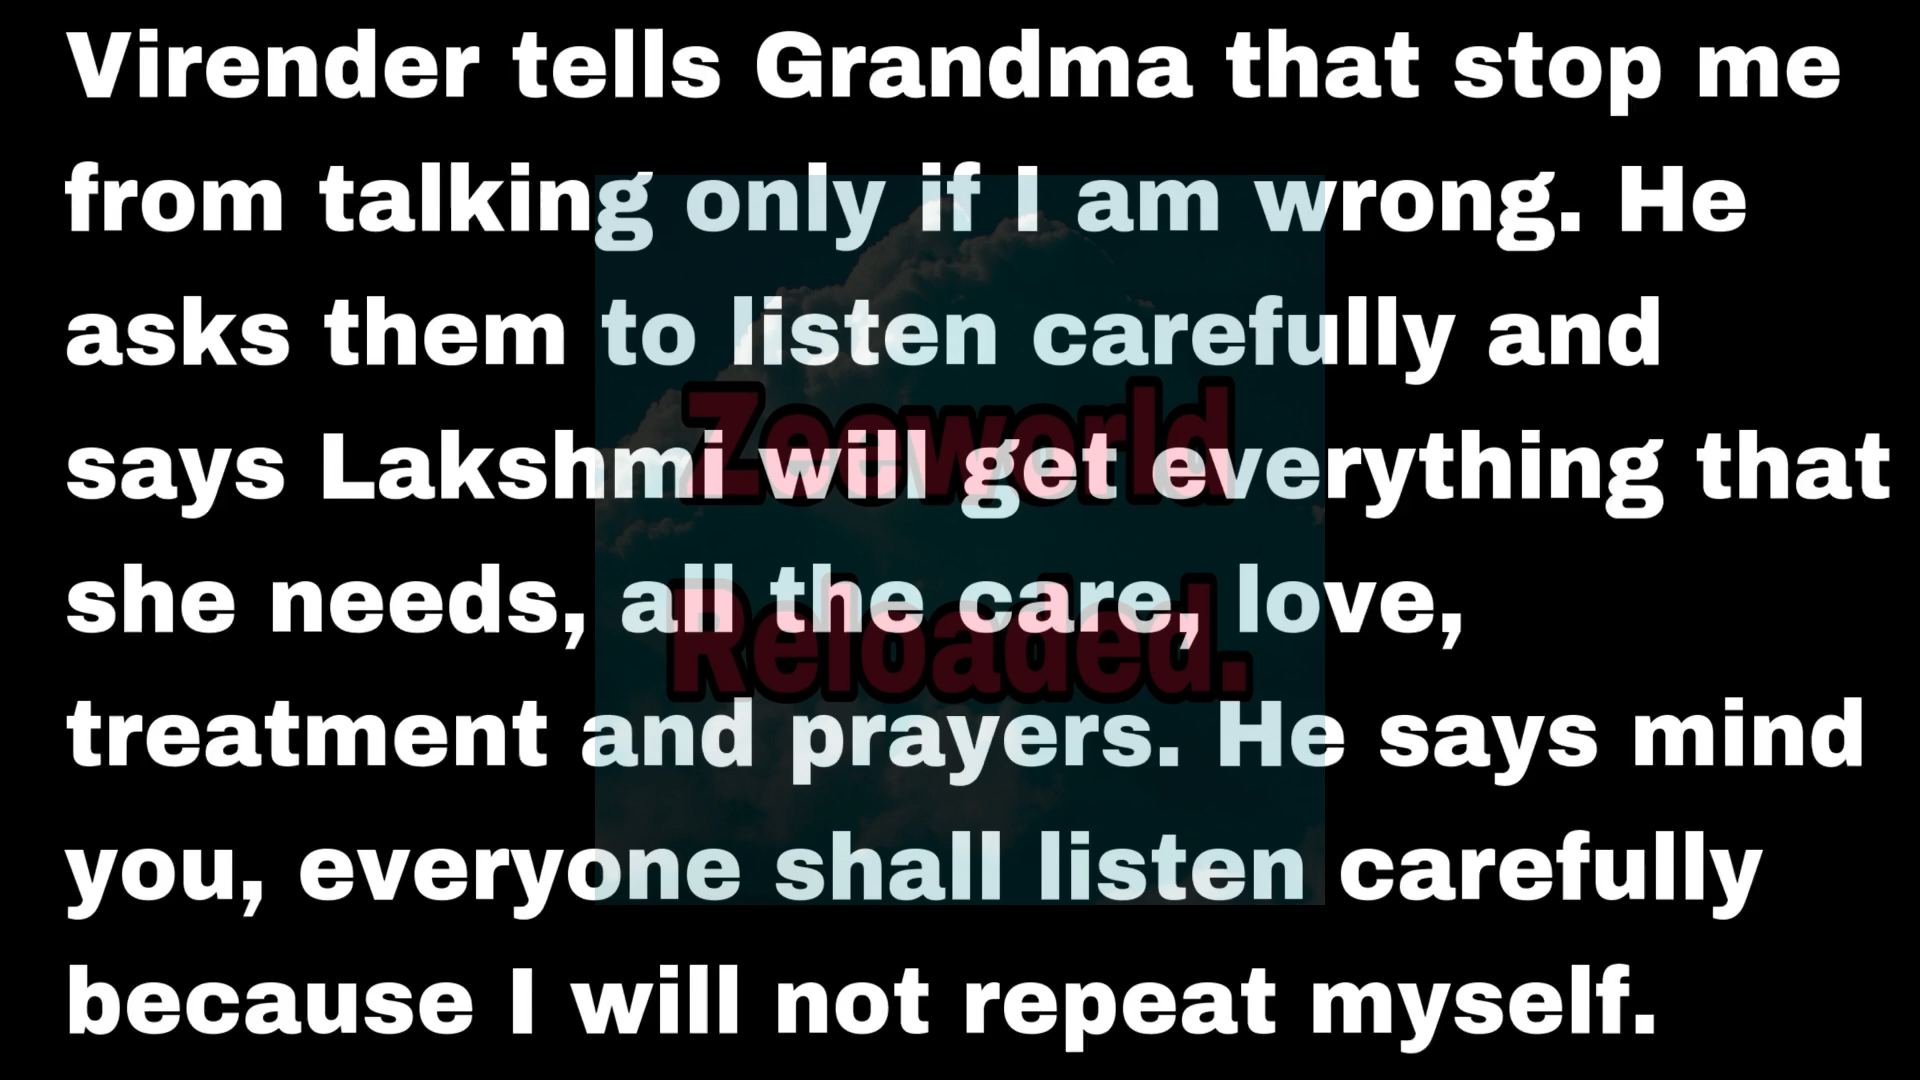 Virender tells Grandma that stop me
from talking only if I am wrong. He
asks them to listen carefully and
says Lakshmi will get everything that
she needs, all the care, love,
treatment and prayers. He says mind
you, everyone shall listen carefully
because I will not repeat myself.
Zeeworld
Reloaded.